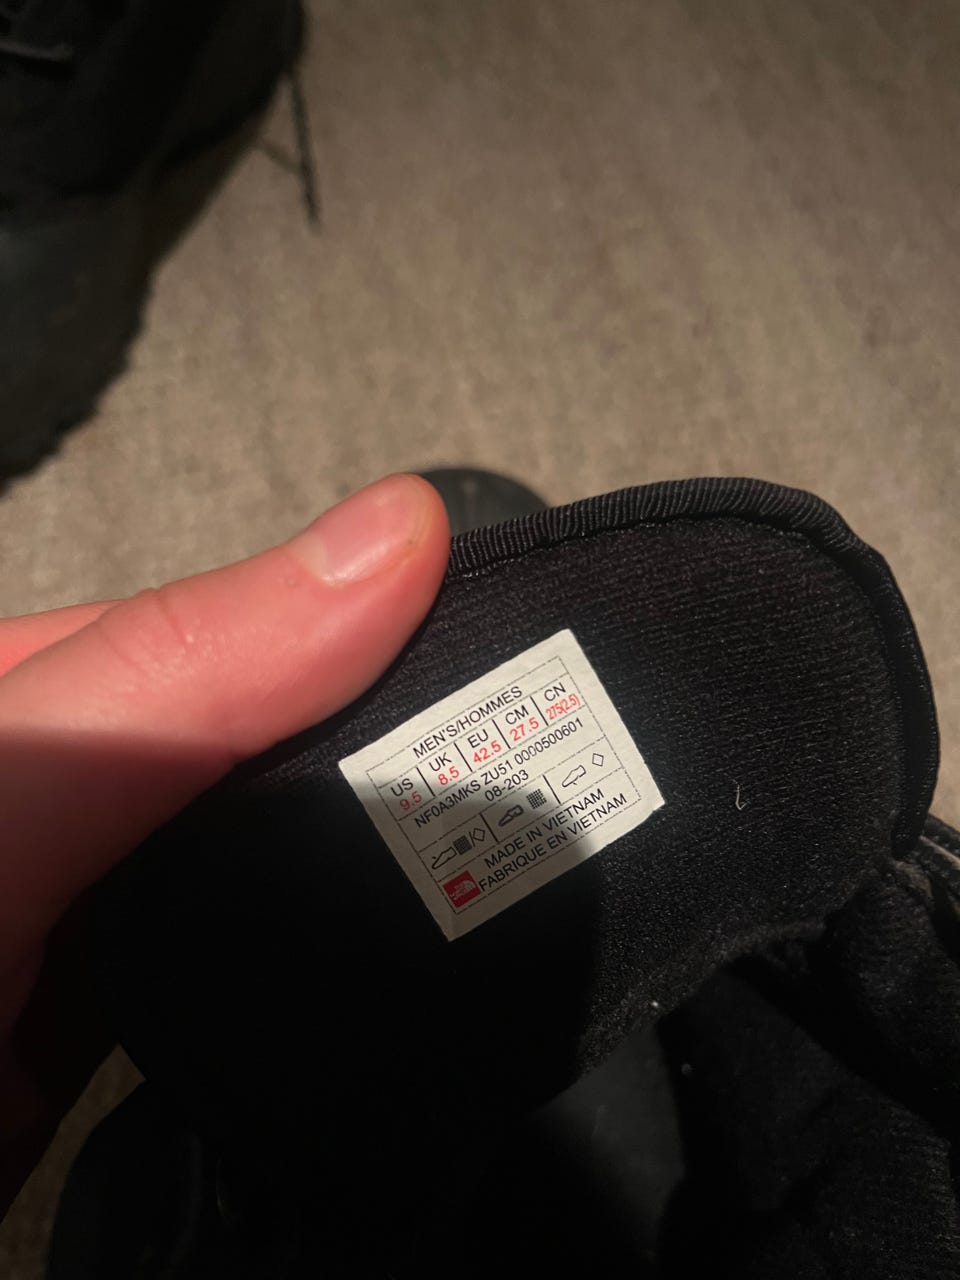 MEN'S/HOMMES
US UK EU CM CN
9.5 8.5 42.5 27.5 275(2.5)
NF0A3MKS ZU51 0000500601
08-203
MADE IN VIETNAM
FABRIQUE EN VIETNAM